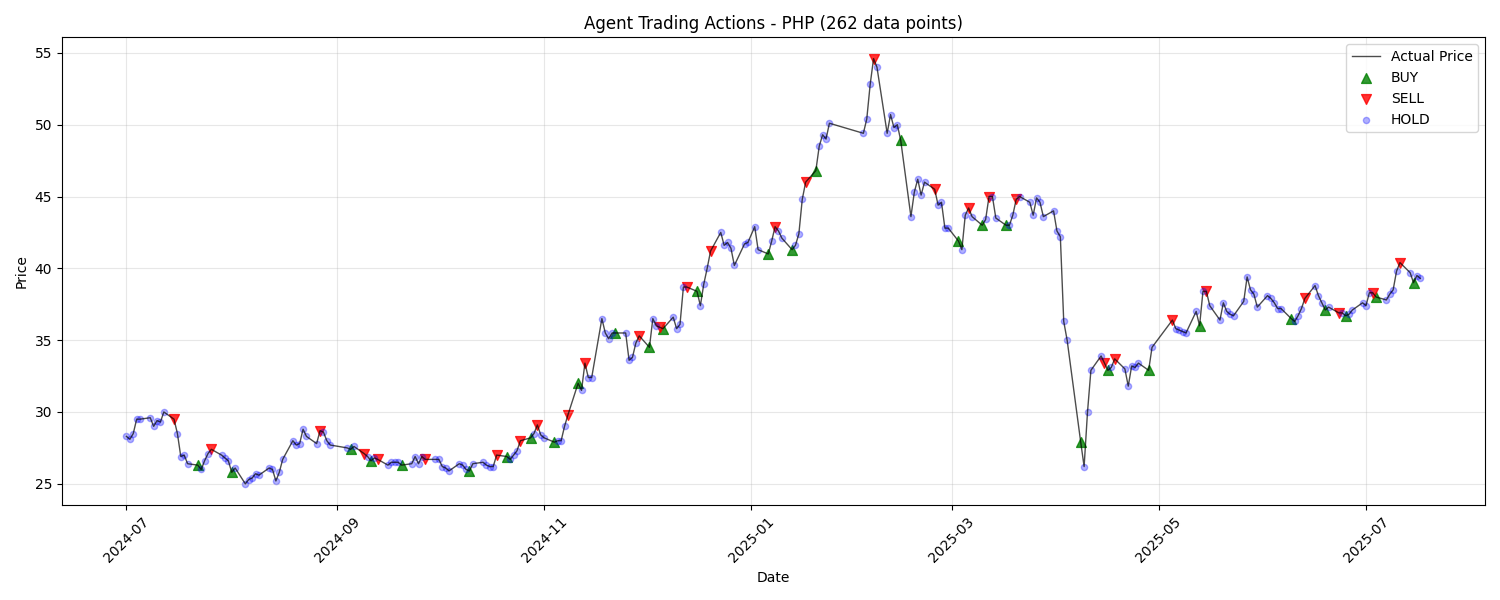 Agent Trading Actions - PHP (262 data points)
Price
55
50
45
40
35
30
25
Actual Price
BUY
SELL
HOLD
2024-07
2024-09
2024-11
2025-01
2025-03
2025-05
2025-07
Date